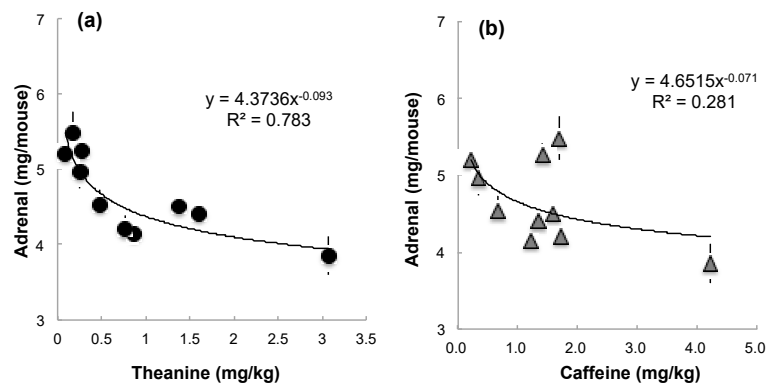 (a)
7
6
5
4
3
Adrenal (mg/mouse)
y = 4.3736x^-0.093
R² = 0.783
0 0.5 1 1.5 2 2.5 3 3.5
Theanine (mg/kg)
(b)
7
6
5
4
3
Adrenal (mg/mouse)
y = 4.6515x^-0.071
R² = 0.281
0.0 1.0 2.0 3.0 4.0 5.0
Caffeine (mg/kg)